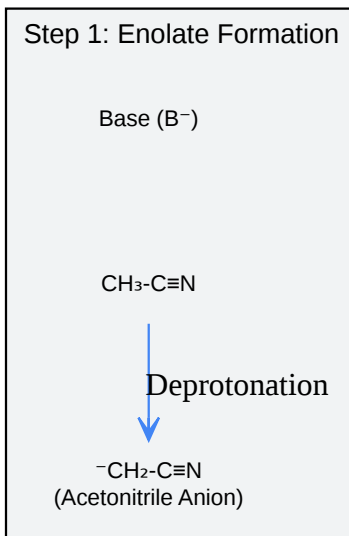 Step 1: Enolate Formation
Base (B⁻)
CH₃-C≡N
Deprotonation
⁻CH₂-C≡N
(Acetonitrile Anion)